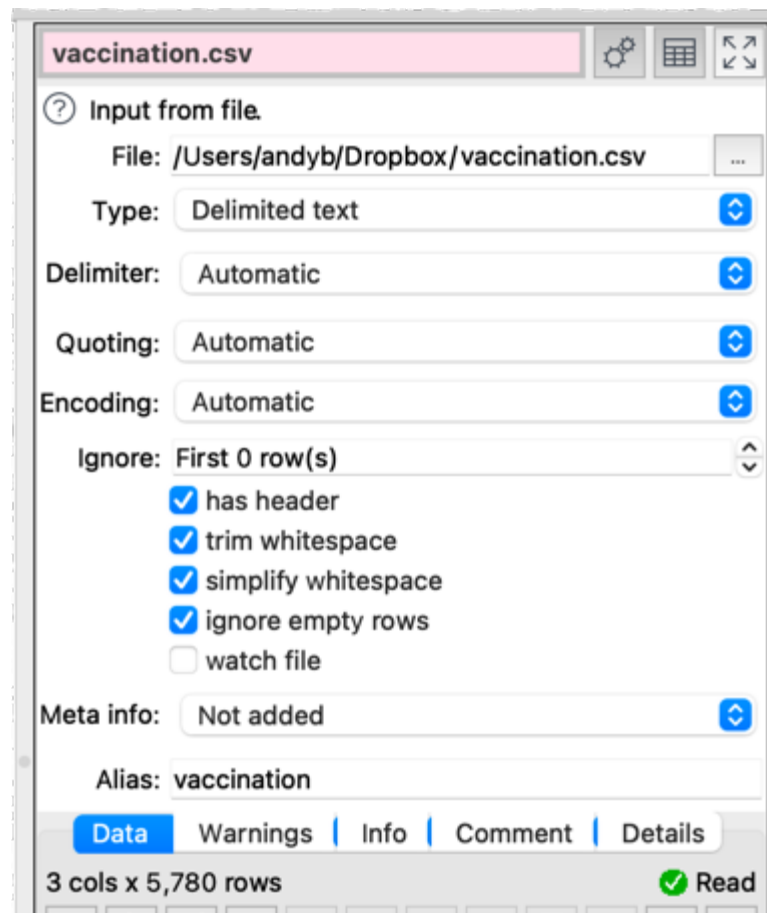 vaccination.csv
? Input from file.
File: /Users/andyb/Dropbox/vaccination.csv ...
Type: Delimited text
Delimiter: Automatic
Quoting: Automatic
Encoding: Automatic
Ignore: First 0 row(s)
has header
trim whitespace
simplify whitespace
ignore empty rows
watch file
Meta info: Not added
Alias: vaccination
Data Warnings Info Comment Details
3 cols x 5,780 rows Read